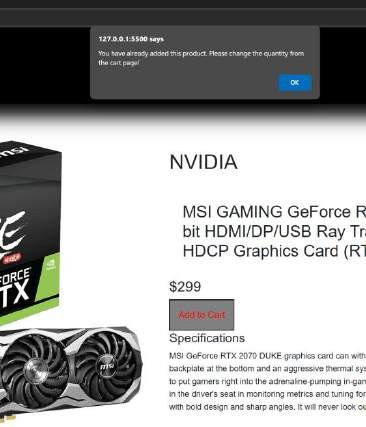 127.0.0.1:5500 says
You have already added this product. Please change the quantity from
the cart page!
OK
msi
FORCE
TX
NVIDIA
MSI GAMING GeForce R
bit HDMI/DP/USB Ray Tra
HDCP Graphics Card (RT
$299
Add to Cart
Specifications
MSI GeForce RTX 2070 DUKE graphics card can with
backplate at the bottom and an aggressive thermal sys
to put gamers right into the adrenaline-pumping in-gam
in the driver's seat in monitoring metrics and tuning for
with bold design and sharp angles. It will never look ou
msi